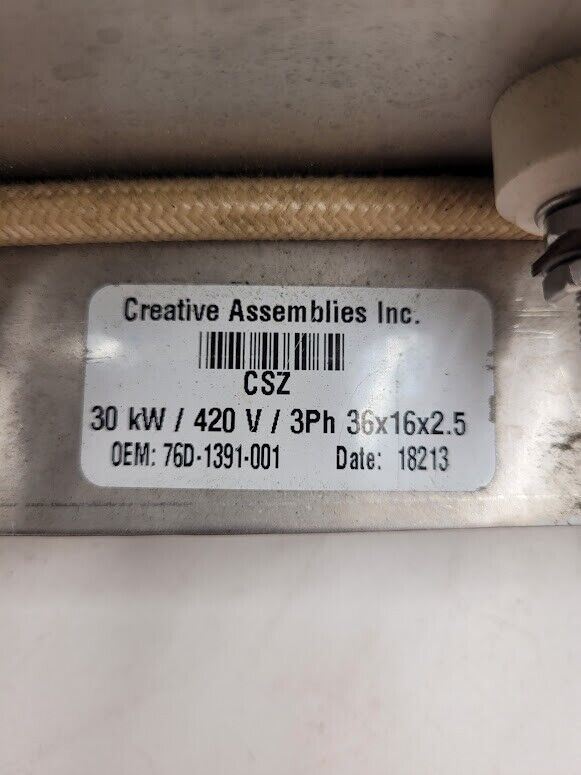 Creative Assemblies Inc.
CSZ
30 kW / 420 V / 3Ph 36x16x2.5
OEM: 76D-1391-001 Date: 18213